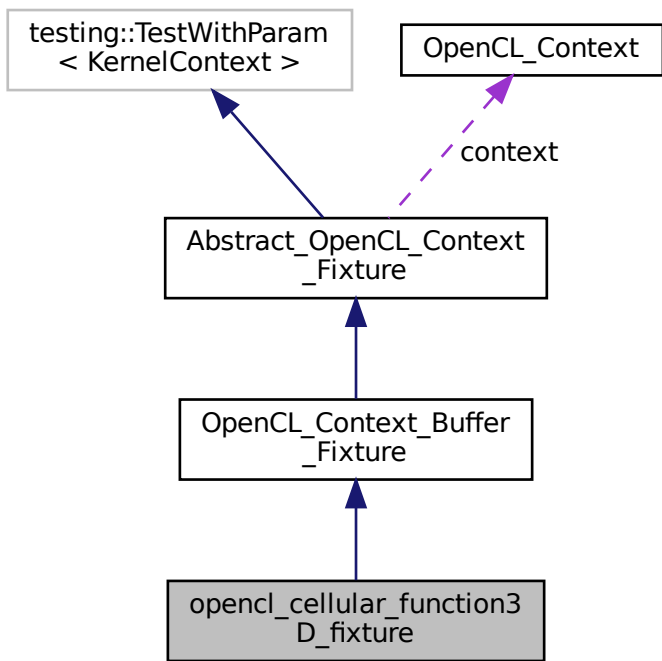 testing::TestWithParam
< KernelContext >
OpenCL_Context
context
Abstract_OpenCL_Context
_Fixture
OpenCL_Context_Buffer
_Fixture
opencl_cellular_function3
D_fixture